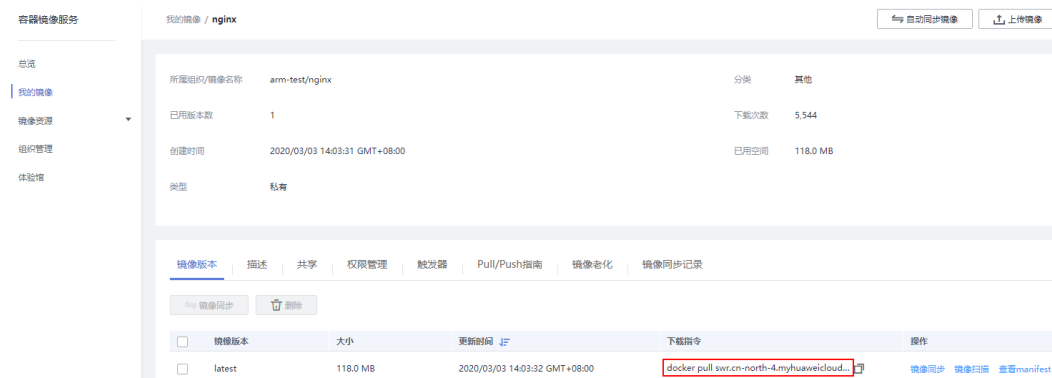 容器镜像服务
我的镜像 / nginx
自动同步镜像
上传镜像
总览
我的镜像
镜像资源
组织管理
体验馆
所属组织/镜像名称 arm-test/nginx 分类 其他
已用版本数 1 下载次数 5,544
创建时间 2020/03/03 14:03:31 GMT+08:00 已用空间 118.0 MB
类型 私有
镜像版本 描述 共享 权限管理 触发器 Pull/Push指南 镜像老化 镜像同步记录
镜像同步 删除
镜像版本 大小 更新时间 下载指令 操作
latest 118.0 MB 2020/03/03 14:03:32 GMT+08:00 docker pull swr.cn-north-4.myhuaweicloud... 镜像同步 镜像扫描 查看manifest